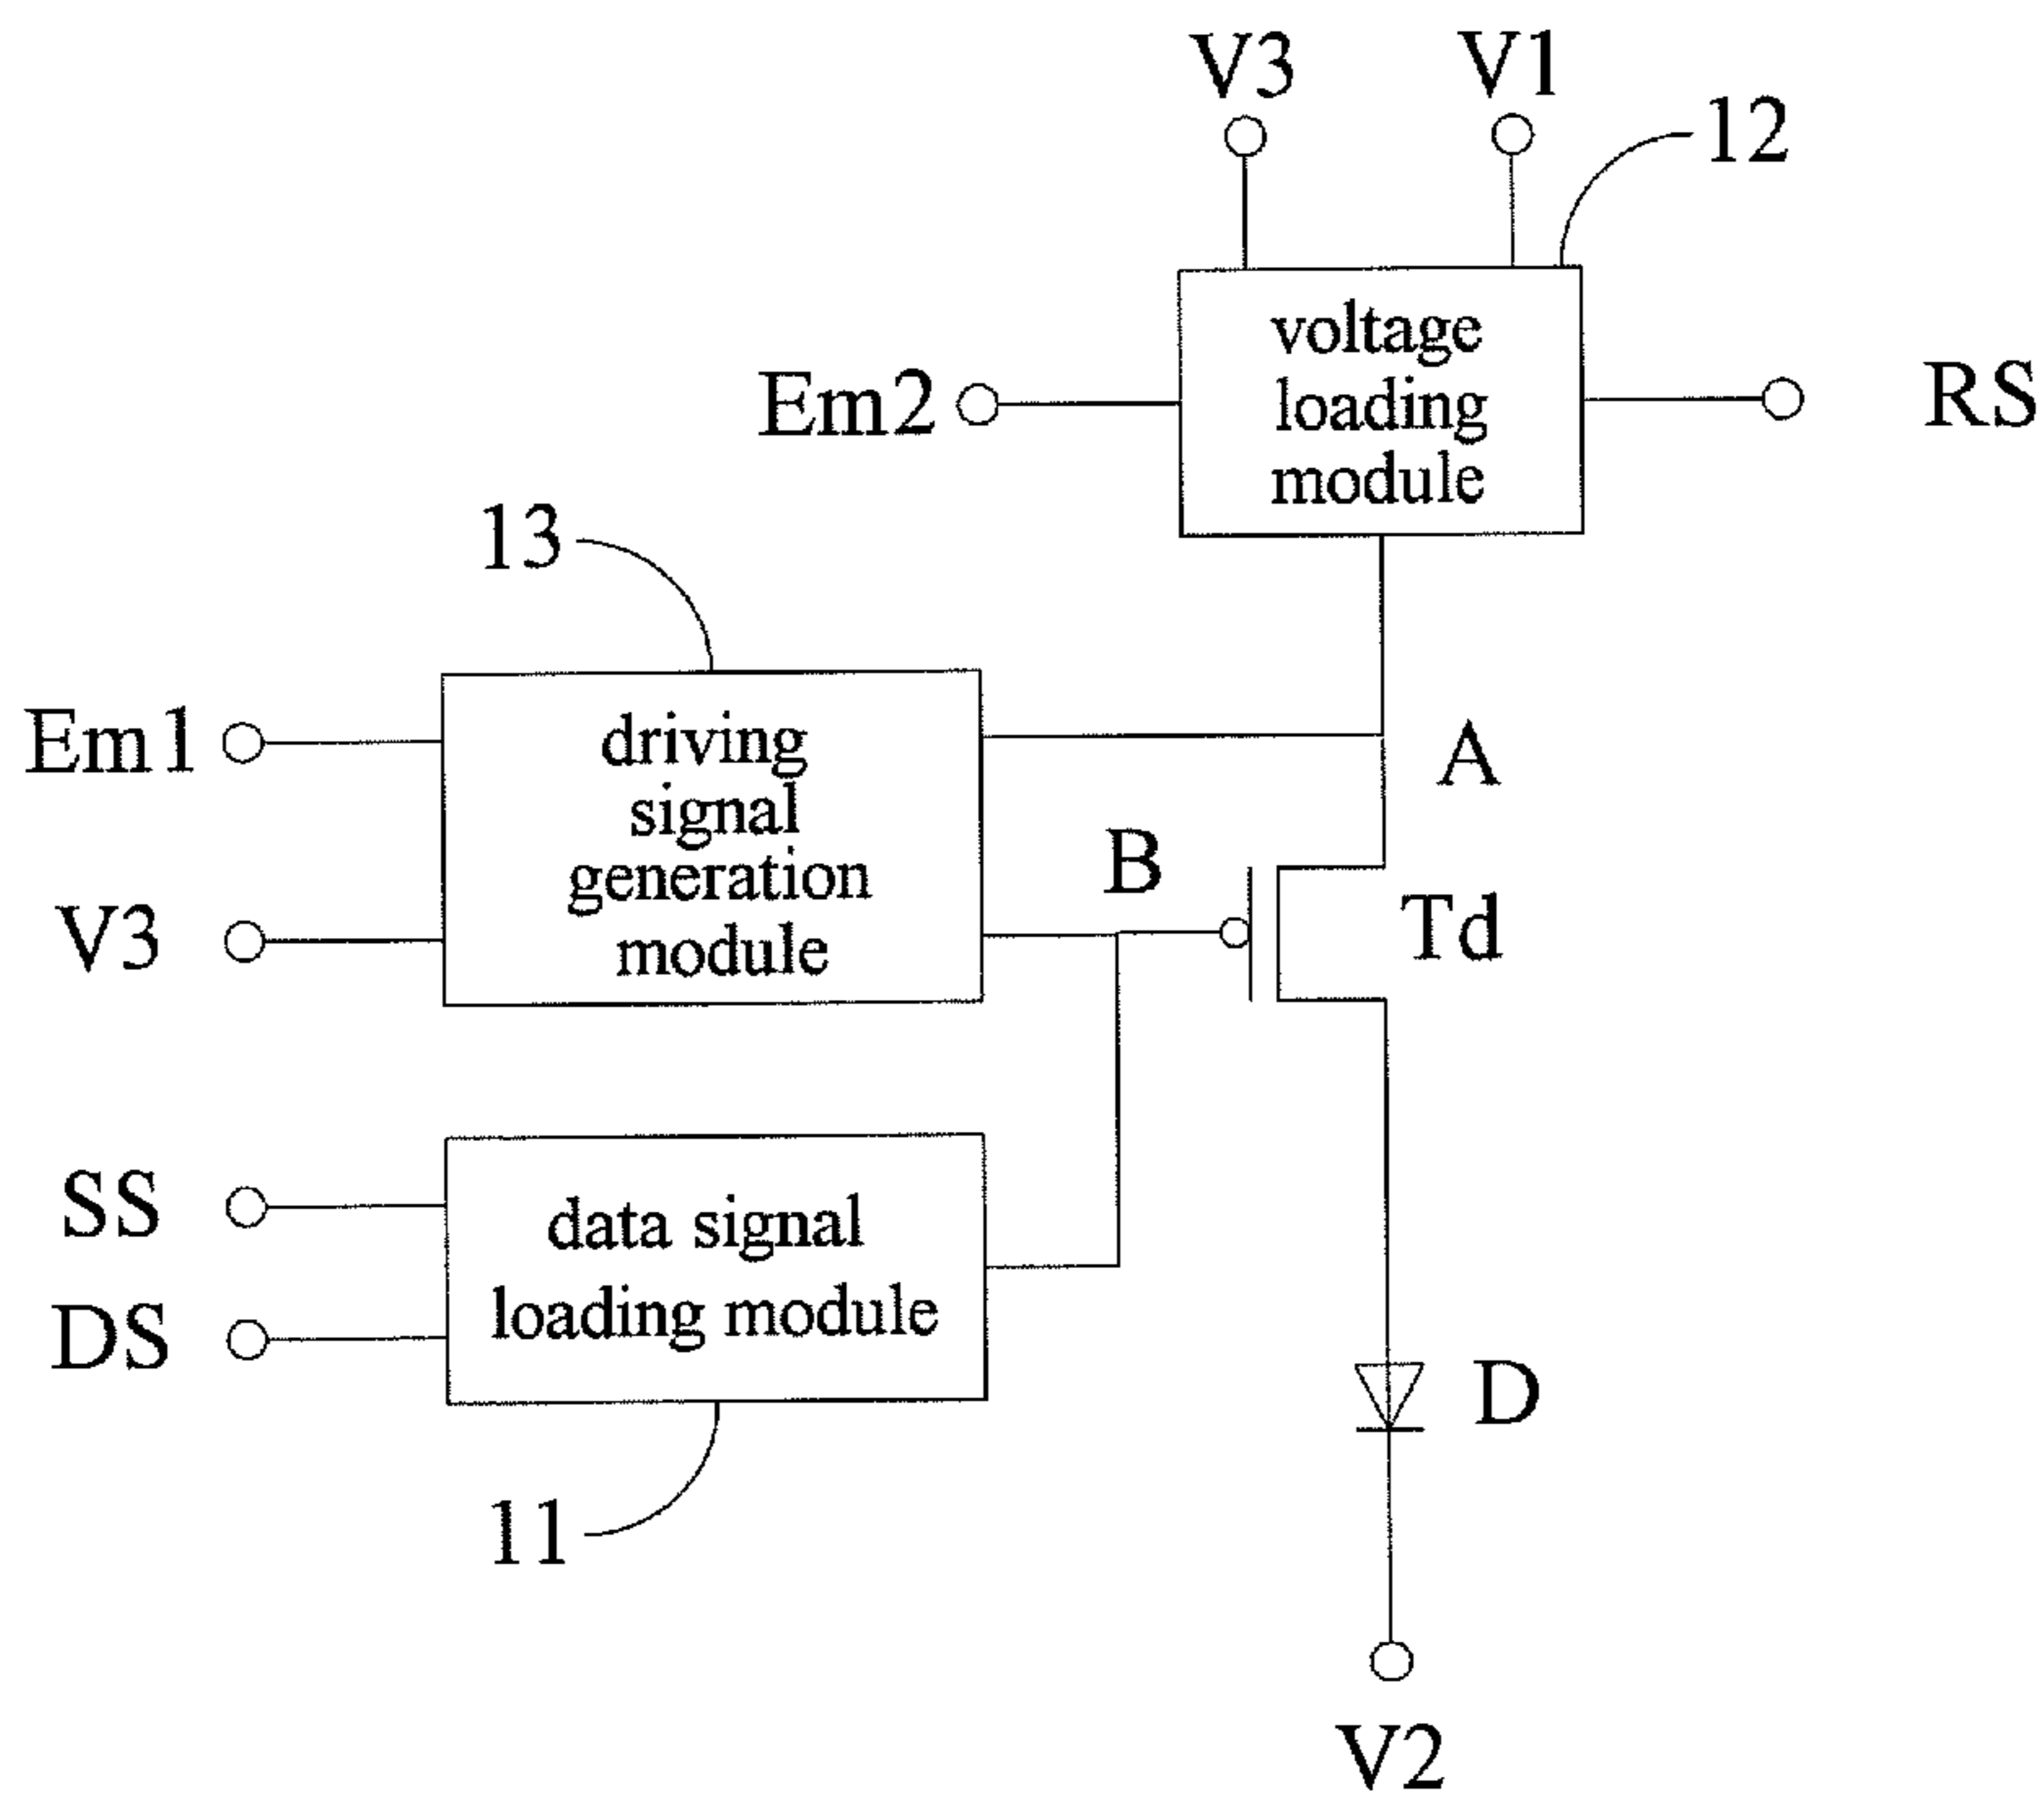 V3
V1
12
voltage
loading
module
Em2
RS
13
Em1
driving
signal
generation
module
A
B
V3
Td
SS
data signal
loading module
DS
D
11
V2